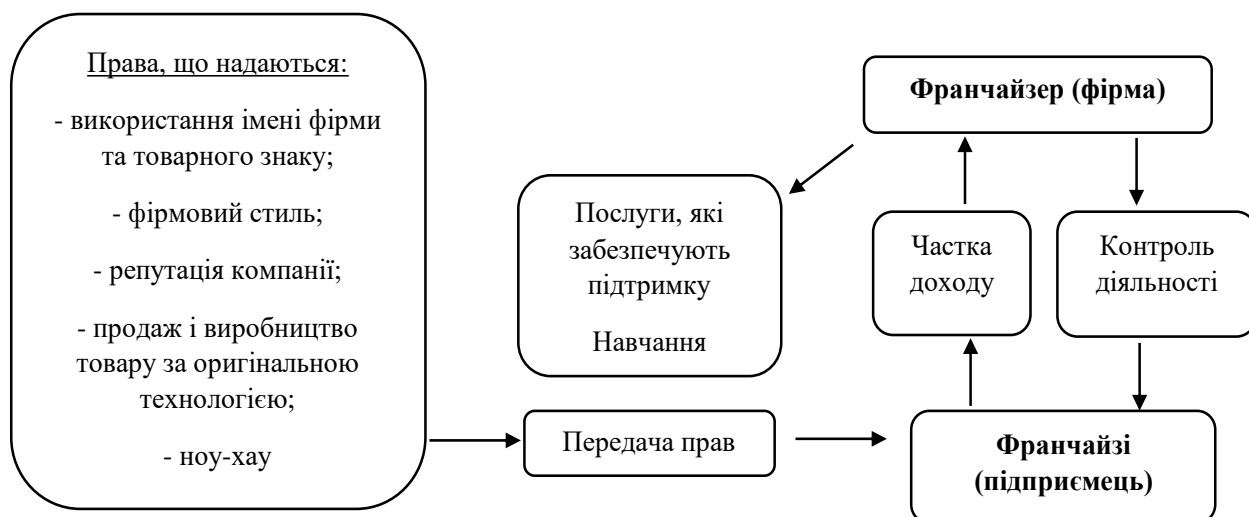 Права, що надаються:
- використання імені фірми
та товарного знаку;
- фірмовий стиль;
- репутація компанії;
- продаж і виробництво
товару за оригінальною
технологією;
- ноу-хау
Послуги, які
забезпечують
підтримку
Навчання
Передача прав
Франчайзер (фірма)
Частка
доходу
Контроль
діяльності
Франчайзі
(підприємець)